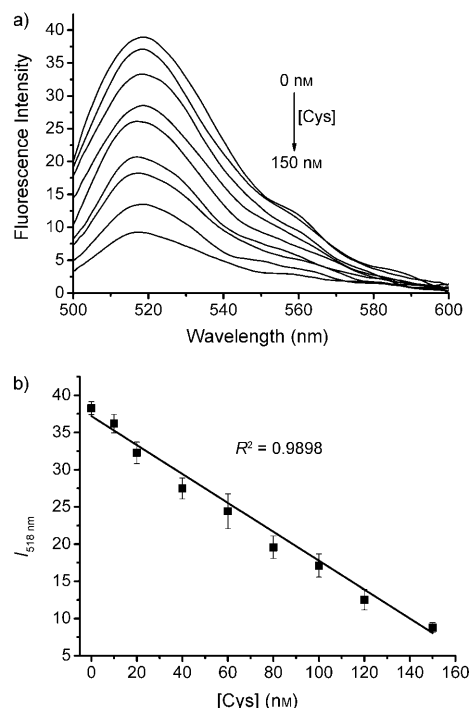 a)
40
35
30
25
20
15
10
5
0
Fluorescence Intensity
0 nM
[Cys]
150 nM
500 520 540 560 580 600
Wavelength (nm)
b)
40
35
30
25
20
15
10
5
I518 nm
R² = 0.9898
0 20 40 60 80 100 120 140 160
[Cys] (nM)